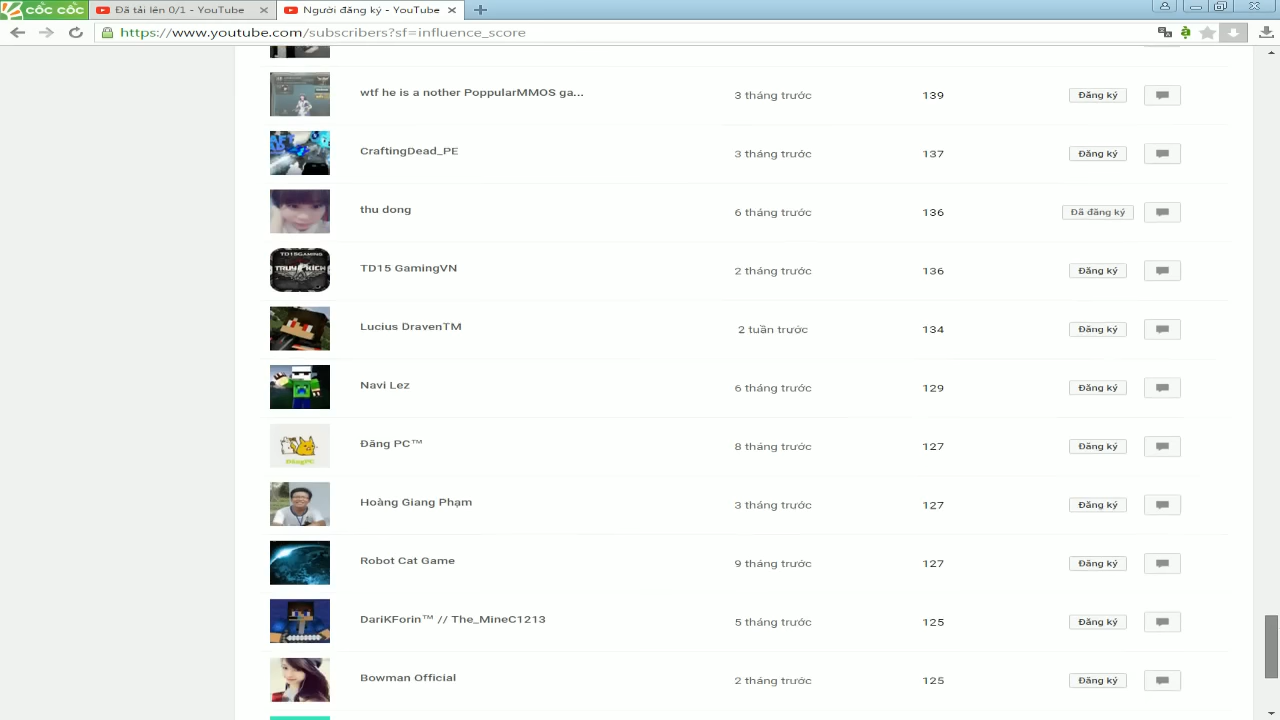 cốc cốc
Đã tải lên 0/1 - YouTube
Người đăng ký - YouTube
https://www.youtube.com/subscribers?sf=influence_score
wtf he is a nother PoppularMMOS ga... 3 tháng trước 139 Đăng ký
CraftingDead_PE 3 tháng trước 137 Đăng ký
thu dong 6 tháng trước 136 Đã đăng ký
TD15GAMING
TRUY KÍCH
TD15 GamingVN 2 tháng trước 136 Đăng ký
Lucius DravenTM 2 tuần trước 134 Đăng ký
Navi Lez 6 tháng trước 129 Đăng ký
Đăng PC™ 8 tháng trước 127 Đăng ký
Hoàng Giang Phạm 3 tháng trước 127 Đăng ký
Robot Cat Game 9 tháng trước 127 Đăng ký
DariKForin™ // The_MineC1213 5 tháng trước 125 Đăng ký
Bowman Official 2 tháng trước 125 Đăng ký